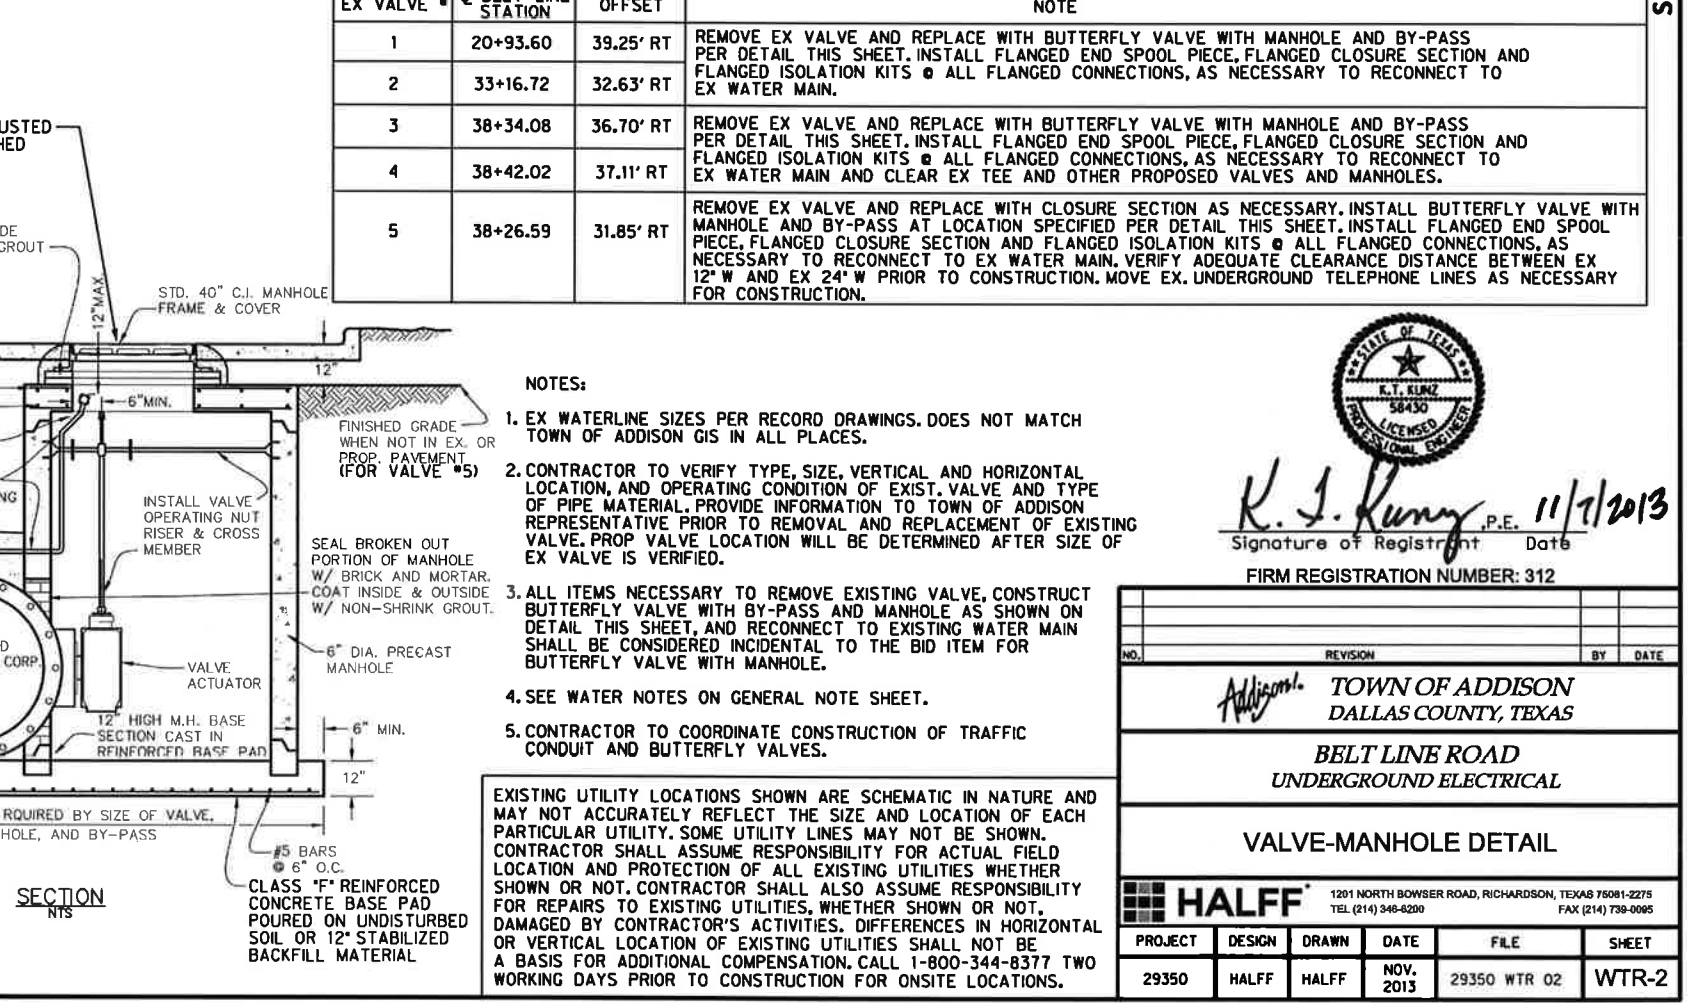 EX VALVE #
STATION
OFFSET
NOTE
1
20+93.60
39.25' RT
REMOVE EX VALVE AND REPLACE WITH BUTTERFLY VALVE WITH MANHOLE AND BY-PASS
PER DETAIL THIS SHEET. INSTALL FLANGED END SPOOL PIECE, FLANGED CLOSURE SECTION AND
FLANGED ISOLATION KITS @ ALL FLANGED CONNECTIONS, AS NECESSARY TO RECONNECT TO
EX WATER MAIN.
2
33+16.72
32.63' RT
3
38+34.08
36.70' RT
REMOVE EX VALVE AND REPLACE WITH BUTTERFLY VALVE WITH MANHOLE AND BY-PASS
PER DETAIL THIS SHEET. INSTALL FLANGED END SPOOL PIECE, FLANGED CLOSURE SECTION AND
FLANGED ISOLATION KITS @ ALL FLANGED CONNECTIONS, AS NECESSARY TO RECONNECT TO
EX WATER MAIN AND CLEAR EX TEE AND OTHER PROPOSED VALVES AND MANHOLES.
4
38+42.02
37.11' RT
5
38+26.59
31.85' RT
REMOVE EX VALVE AND REPLACE WITH CLOSURE SECTION AS NECESSARY. INSTALL BUTTERFLY VALVE WITH
MANHOLE AND BY-PASS AT LOCATION SPECIFIED PER DETAIL THIS SHEET. INSTALL FLANGED END SPOOL
PIECE, FLANGED CLOSURE SECTION AND FLANGED ISOLATION KITS @ ALL FLANGED CONNECTIONS, AS
NECESSARY TO RECONNECT TO EX WATER MAIN. VERIFY ADEQUATE CLEARANCE DISTANCE BETWEEN EX
12" W AND EX 24" W PRIOR TO CONSTRUCTION. MOVE EX. UNDERGROUND TELEPHONE LINES AS NECESSARY
FOR CONSTRUCTION.
S
USTED
HED
DE
GROUT
12"MAX.
STD. 40" C.I. MANHOLE
FRAME & COVER
12"
6"MIN.
FINISHED GRADE
WHEN NOT IN EX. OR
PROP. PAVEMENT
(FOR VALVE #5)
NG
INSTALL VALVE
OPERATING NUT
RISER & CROSS
MEMBER
SEAL BROKEN OUT
PORTION OF MANHOLE
W/ BRICK AND MORTAR.
COAT INSIDE & OUTSIDE
W/ NON-SHRINK GROUT.
D
CORP.
6" DIA. PRECAST
MANHOLE
VALVE
ACTUATOR
12" HIGH M.H. BASE
SECTION CAST IN
REINFORCED BASE PAD
6" MIN.
12"
RQUIRED BY SIZE OF VALVE,
HOLE, AND BY-PASS
#5 BARS
@ 6" O.C.
CLASS "F" REINFORCED
CONCRETE BASE PAD
POURED ON UNDISTURBED
SOIL OR 12" STABILIZED
BACKFILL MATERIAL
SECTION
NTS
NOTES:
1. EX WATERLINE SIZES PER RECORD DRAWINGS. DOES NOT MATCH
TOWN OF ADDISON GIS IN ALL PLACES.
2. CONTRACTOR TO VERIFY TYPE, SIZE, VERTICAL AND HORIZONTAL
LOCATION, AND OPERATING CONDITION OF EXIST. VALVE AND TYPE
OF PIPE MATERIAL. PROVIDE INFORMATION TO TOWN OF ADDISON
REPRESENTATIVE PRIOR TO REMOVAL AND REPLACEMENT OF EXISTING
VALVE. PROP VALVE LOCATION WILL BE DETERMINED AFTER SIZE OF
EX VALVE IS VERIFIED.
3. ALL ITEMS NECESSARY TO REMOVE EXISTING VALVE, CONSTRUCT
BUTTERFLY VALVE WITH BY-PASS AND MANHOLE AS SHOWN ON
DETAIL THIS SHEET, AND RECONNECT TO EXISTING WATER MAIN
SHALL BE CONSIDERED INCIDENTAL TO THE BID ITEM FOR
BUTTERFLY VALVE WITH MANHOLE.
4. SEE WATER NOTES ON GENERAL NOTE SHEET.
5. CONTRACTOR TO COORDINATE CONSTRUCTION OF TRAFFIC
CONDUIT AND BUTTERFLY VALVES.
EXISTING UTILITY LOCATIONS SHOWN ARE SCHEMATIC IN NATURE AND
MAY NOT ACCURATELY REFLECT THE SIZE AND LOCATION OF EACH
PARTICULAR UTILITY. SOME UTILITY LINES MAY NOT BE SHOWN.
CONTRACTOR SHALL ASSUME RESPONSIBILITY FOR ACTUAL FIELD
LOCATION AND PROTECTION OF ALL EXISTING UTILITIES WHETHER
SHOWN OR NOT. CONTRACTOR SHALL ALSO ASSUME RESPONSIBILITY
FOR REPAIRS TO EXISTING UTILITIES, WHETHER SHOWN OR NOT,
DAMAGED BY CONTRACTOR'S ACTIVITIES. DIFFERENCES IN HORIZONTAL
OR VERTICAL LOCATION OF EXISTING UTILITIES SHALL NOT BE
A BASIS FOR ADDITIONAL COMPENSATION. CALL 1-800-344-8377 TWO
WORKING DAYS PRIOR TO CONSTRUCTION FOR ONSITE LOCATIONS.
STATE OF TEXAS
K.T. KUNZ
58430
LICENSED
PROFESSIONAL ENGINEER
K. T. Kunz ,P.E. 11/7/2013
Signature of Registrant Date
FIRM REGISTRATION NUMBER: 312
NO. REVISION BY DATE
Addison!
TOWN OF ADDISON
DALLAS COUNTY, TEXAS
BELT LINE ROAD
UNDERGROUND ELECTRICAL
VALVE-MANHOLE DETAIL
HALFF
1201 NORTH BOWSER ROAD, RICHARDSON, TEXAS 75081-2275
TEL (214) 346-6200 FAX (214) 739-0095
PROJECT DESIGN DRAWN DATE FILE SHEET
29350 HALFF HALFF NOV. 2013 29350 WTR 02 WTR-2